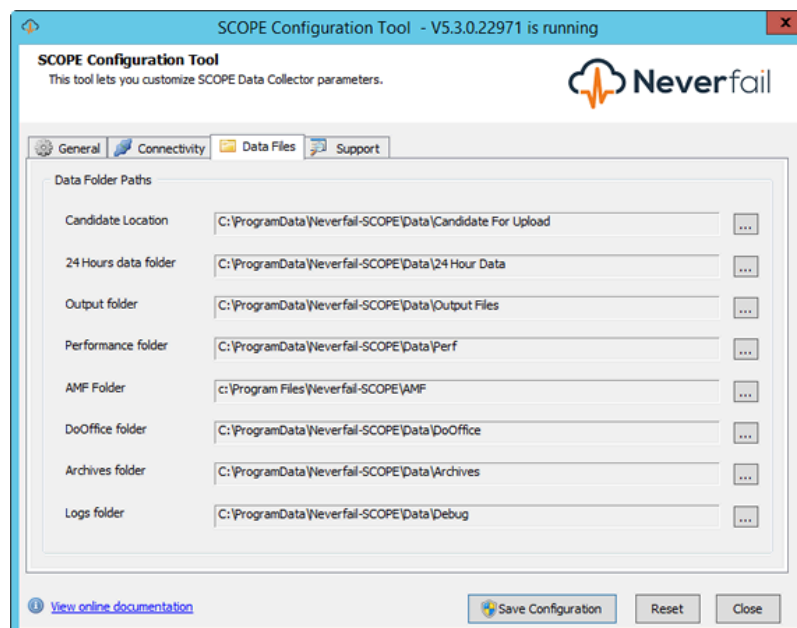 SCOPE Configuration Tool - V5.3.0.22971 is running
x
SCOPE Configuration Tool
This tool lets you customize SCOPE Data Collector parameters.
Neverfail
General Connectivity Data Files Support
Data Folder Paths
Candidate Location C:\ProgramData\Neverfail-SCOPE\Data\Candidate For Upload ...
24 Hours data folder C:\ProgramData\Neverfail-SCOPE\Data\24 Hour Data ...
Output folder C:\ProgramData\Neverfail-SCOPE\Data\Output Files ...
Performance folder C:\ProgramData\Neverfail-SCOPE\Data\Perf ...
AMF Folder c:\Program Files\Neverfail-SCOPE\AMF ...
DoOffice folder C:\ProgramData\Neverfail-SCOPE\Data\DoOffice ...
Archives folder C:\ProgramData\Neverfail-SCOPE\Data\Archives ...
Logs folder C:\ProgramData\Neverfail-SCOPE\Data\Debug ...
View online documentation Save Configuration Reset Close